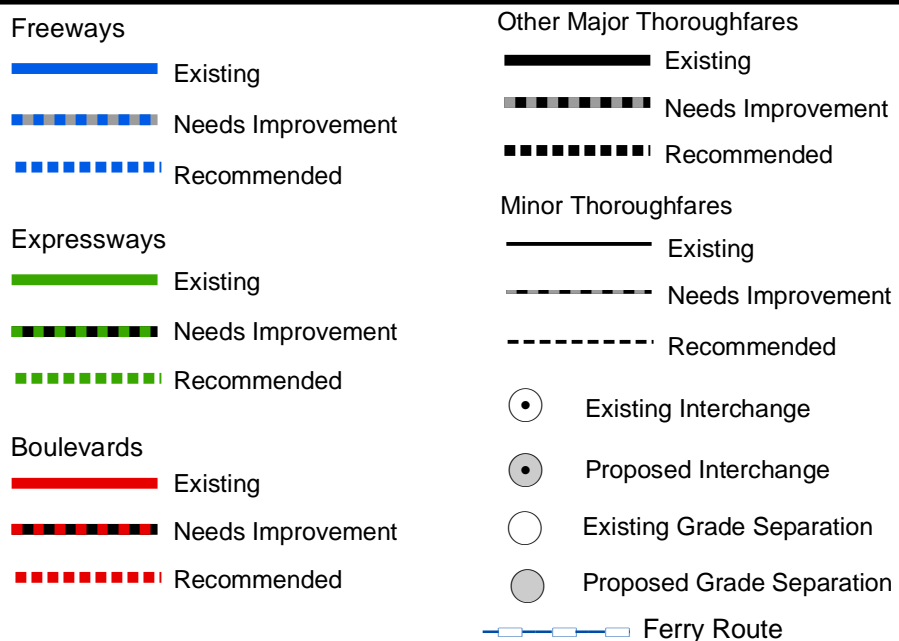 Freeways
Existing
Needs Improvement
Recommended
Expressways
Existing
Needs Improvement
Recommended
Boulevards
Existing
Needs Improvement
Recommended
Other Major Thoroughfares
Existing
Needs Improvement
Recommended
Minor Thoroughfares
Existing
Needs Improvement
Recommended
Existing Interchange
Proposed Interchange
Existing Grade Separation
Proposed Grade Separation
Ferry Route